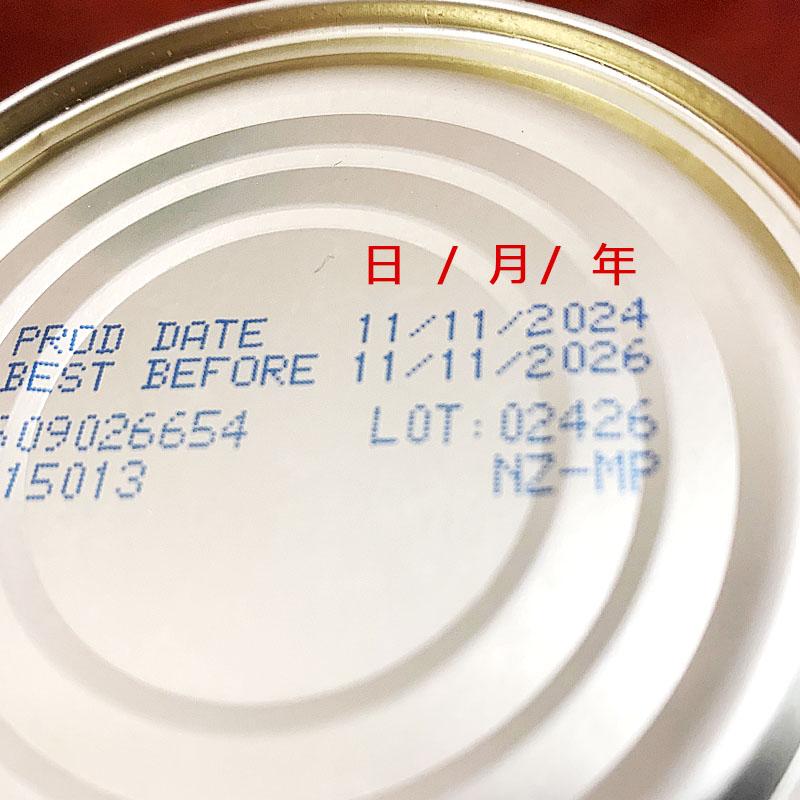 日 / 月 / 年
PROD DATE 11/11/2024
BEST BEFORE 11/11/2026
09026654 LOT:02426
15013 NZ-MP